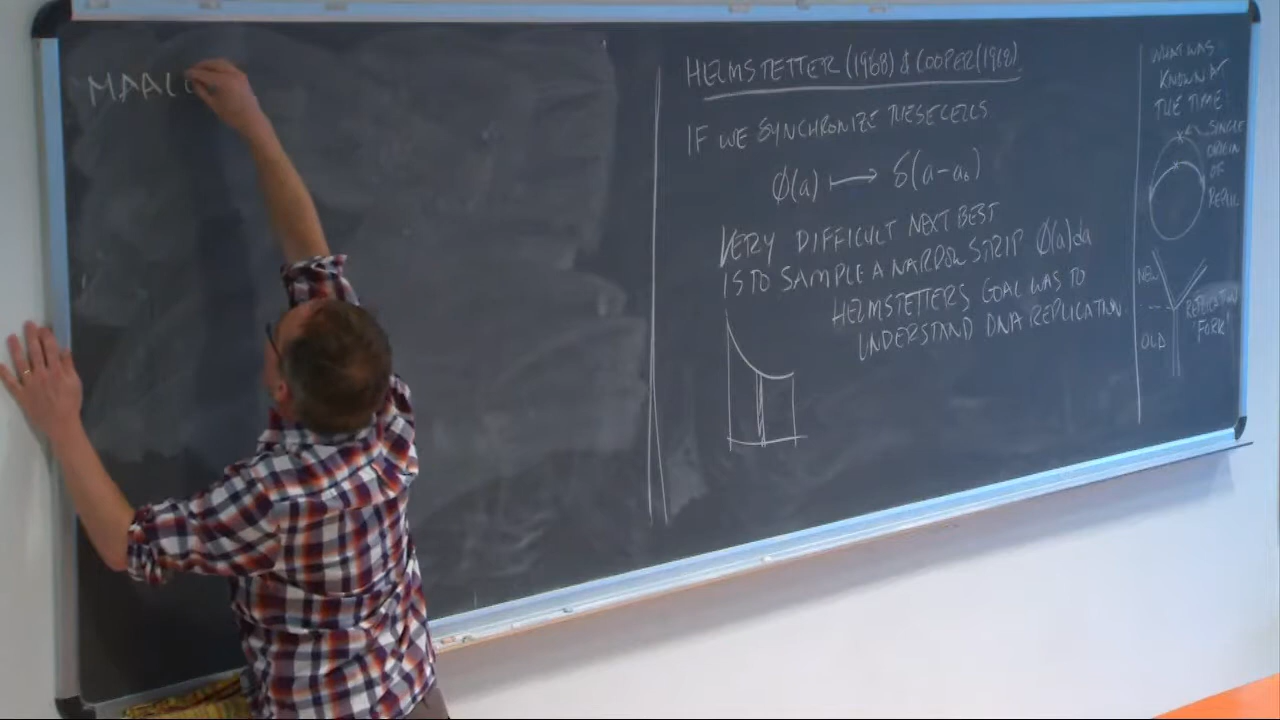 MAALO
HELMSTETTER (1968) & COOPER (1968)
IF WE SYNCHRONIZE THESE CELLS
φ(a) ⟼ δ(a-a₀)
VERY DIFFICULT NEXT BEST
IS TO SAMPLE A NARROW STRIP φ(a)da
HELMSTETTERS GOAL WAS TO
UNDERSTAND DNA REPLICATION
WHAT WAS
KNOWN AT
THE TIME
SINGLE
ORIGIN
OF
REPLIC.
NEW
OLD
REPLICATION
"FORK"